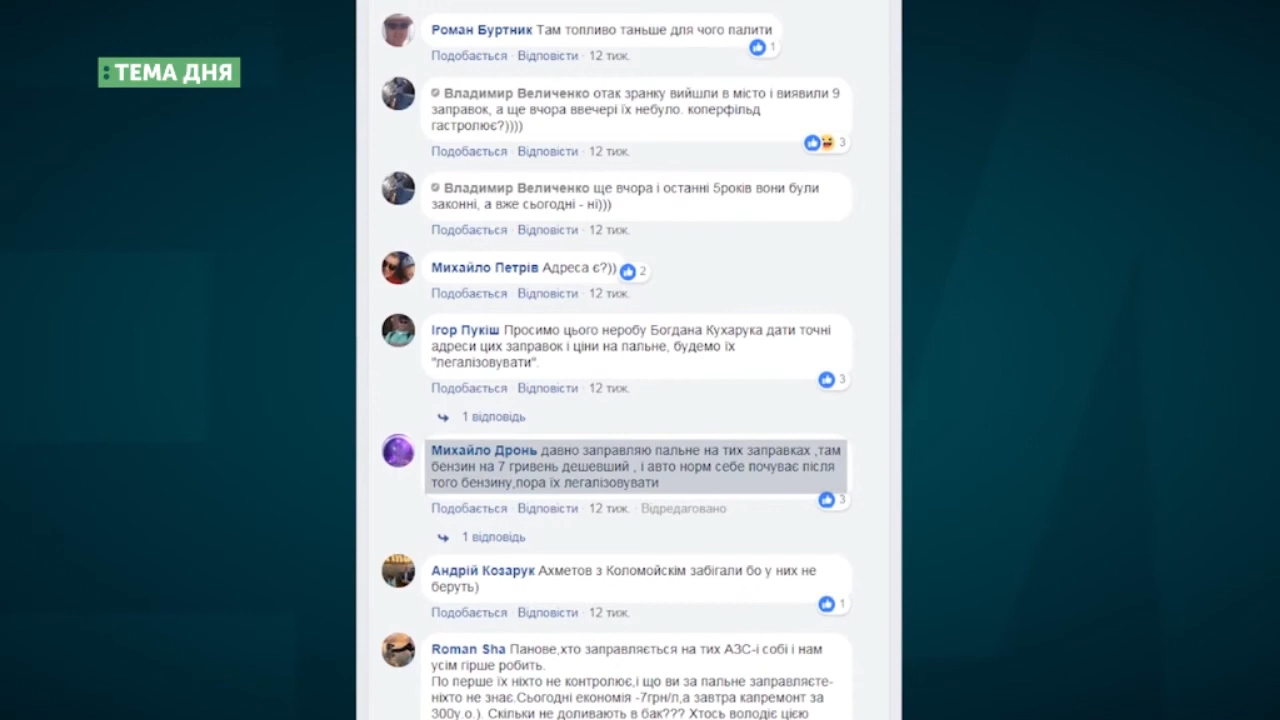 : ТЕМА ДНЯ
Роман Буртник Там топливо таньше для чого палити
1
Подобається · Відповісти · 12 тиж.
Владимир Величенко отак зранку вийшли в місто і виявили 9
заправок, а ще вчора ввечері їх небуло. коперфільд
гастролює?))))
3
Подобається · Відповісти · 12 тиж.
Владимир Величенко ще вчора і останні 5років вони були
законні, а вже сьогодні - ні)))
Подобається · Відповісти · 12 тиж.
Михайло Петрів Адреса є?)) 2
Подобається · Відповісти · 12 тиж.
Ігор Пукіш Просимо цього неробу Богдана Кухарука дати точні
адреси цих заправок і ціни на пальне, будемо їх
"легалізовувати".
3
Подобається · Відповісти · 12 тиж.
1 відповідь
Михайло Дронь давно заправляю пальне на тих заправках ,там
бензин на 7 гривень дешевший , і авто норм себе почуває після
того бензину,пора їх легалізовувати
3
Подобається · Відповісти · 12 тиж. · Відредаговано
1 відповідь
Андрій Козарук Ахметов з Коломойскім забігали бо у них не
беруть)
1
Подобається · Відповісти · 12 тиж.
Roman Sha Панове,хто заправляється на тих АЗС-і собі і нам
усім гірше робить.
По перше їх ніхто не контролює,і що ви за пальне заправляєте-
ніхто не знає.Сьогодні економія -7грн/л,а завтра капремонт за
300у.о.). Скільки не доливають в бак??? Хтось володіє цією